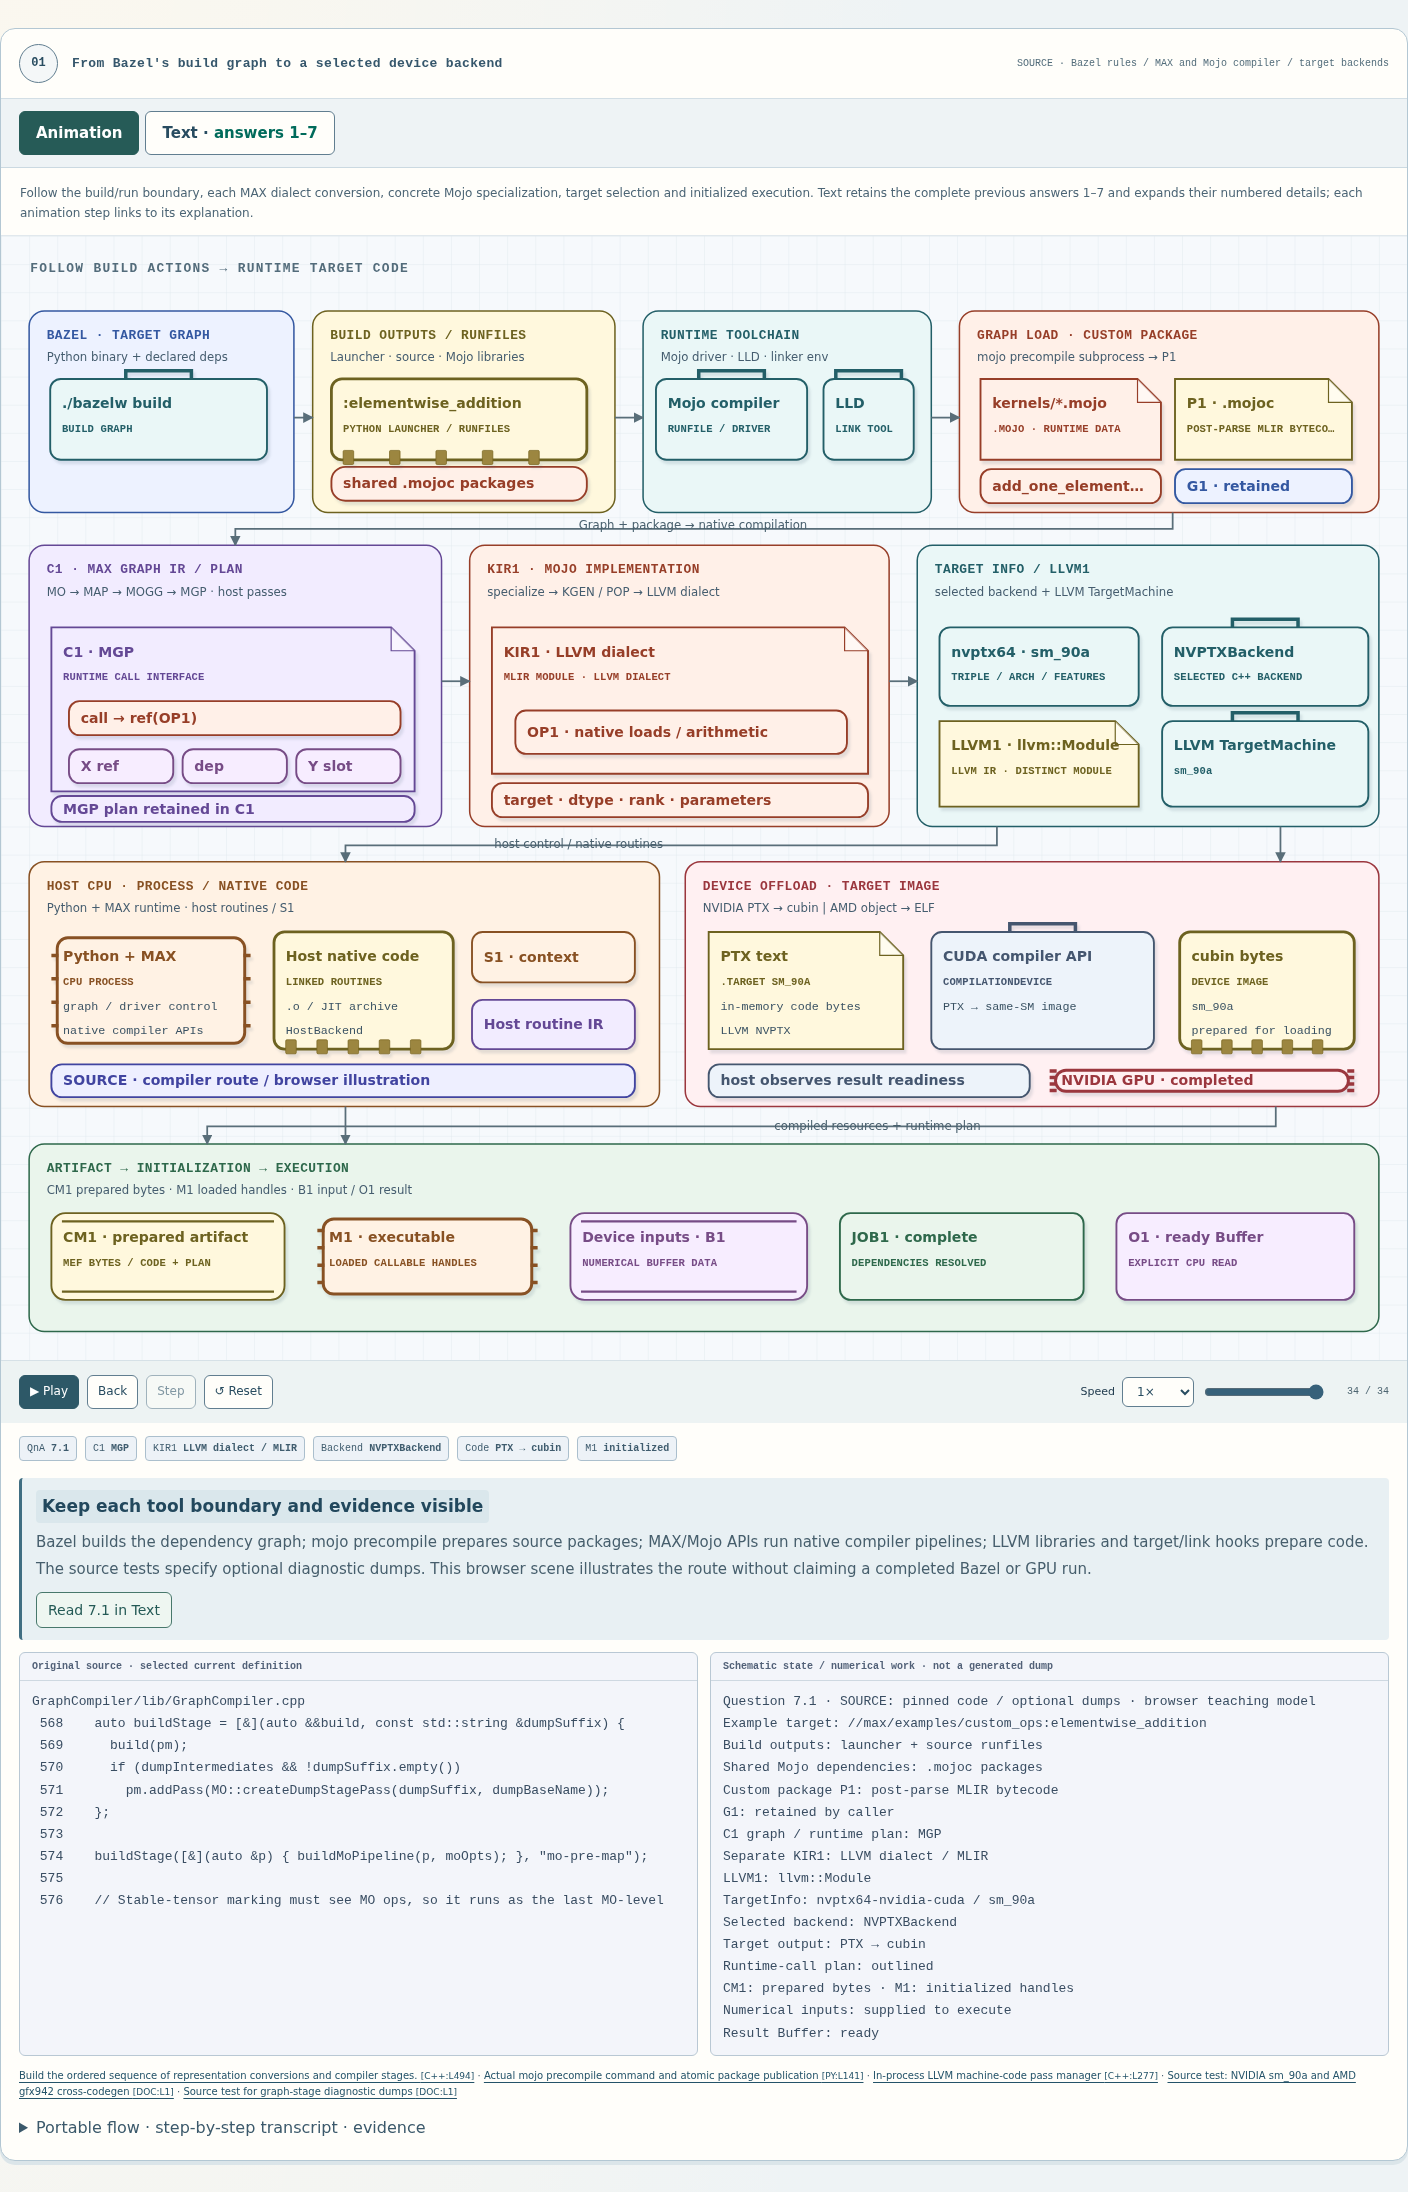 01
From Bazel's build graph to a selected device backend
SOURCE · Bazel rules / MAX and Mojo compiler / target backends
Animation
Text · answers 1–7
Follow the build/run boundary, each MAX dialect conversion, concrete Mojo specialization, target selection and initialized execution. Text retains the complete previous answers 1–7 and expands their numbered details; each
animation step links to its explanation.
FOLLOW BUILD ACTIONS → RUNTIME TARGET CODE
BAZEL · TARGET GRAPH
Python binary + declared deps
./bazelw build
BUILD GRAPH
BUILD OUTPUTS / RUNFILES
Launcher · source · Mojo libraries
:elementwise_addition
PYTHON LAUNCHER / RUNFILES
shared .mojoc packages
RUNTIME TOOLCHAIN
Mojo driver · LLD · linker env
Mojo compiler
RUNFILE / DRIVER
LLD
LINK TOOL
GRAPH LOAD · CUSTOM PACKAGE
mojo precompile subprocess → P1
kernels/*.mojo
.MOJO · RUNTIME DATA
P1 · .mojoc
POST-PARSE MLIR BYTECO…
add_one_element…
G1 · retained
Graph + package → native compilation
C1 · MAX GRAPH IR / PLAN
MO → MAP → MOGG → MGP · host passes
C1 · MGP
RUNTIME CALL INTERFACE
call → ref(OP1)
X ref
dep
Y slot
MGP plan retained in C1
KIR1 · MOJO IMPLEMENTATION
specialize → KGEN / POP → LLVM dialect
KIR1 · LLVM dialect
MLIR MODULE · LLVM DIALECT
OP1 · native loads / arithmetic
target · dtype · rank · parameters
TARGET INFO / LLVM1
selected backend + LLVM TargetMachine
nvptx64 · sm_90a
TRIPLE / ARCH / FEATURES
NVPTXBackend
SELECTED C++ BACKEND
LLVM1 · llvm::Module
LLVM IR · DISTINCT MODULE
LLVM TargetMachine
sm_90a
host control / native routines
HOST CPU · PROCESS / NATIVE CODE
Python + MAX runtime · host routines / S1
Python + MAX
CPU PROCESS
graph / driver control
native compiler APIs
Host native code
LINKED ROUTINES
.o / JIT archive
HostBackend
S1 · context
Host routine IR
SOURCE · compiler route / browser illustration
DEVICE OFFLOAD · TARGET IMAGE
NVIDIA PTX → cubin | AMD object → ELF
PTX text
.TARGET SM_90A
in-memory code bytes
LLVM NVPTX
CUDA compiler API
COMPILATIONDEVICE
PTX → same-SM image
cubin bytes
DEVICE IMAGE
sm_90a
prepared for loading
host observes result readiness
NVIDIA GPU · completed
compiled resources + runtime plan
ARTIFACT → INITIALIZATION → EXECUTION
CM1 prepared bytes · M1 loaded handles · B1 input / O1 result
CM1 · prepared artifact
MEF BYTES / CODE + PLAN
M1 · executable
LOADED CALLABLE HANDLES
Device inputs · B1
NUMERICAL BUFFER DATA
JOB1 · complete
DEPENDENCIES RESOLVED
O1 · ready Buffer
EXPLICIT CPU READ
▶ Play
Back
Step
↺ Reset
Speed
1×
34 / 34
QnA 7.1
C1 MGP
KIR1 LLVM dialect / MLIR
Backend NVPTXBackend
Code PTX → cubin
M1 initialized
Keep each tool boundary and evidence visible
Bazel builds the dependency graph; mojo precompile prepares source packages; MAX/Mojo APIs run native compiler pipelines; LLVM libraries and target/link hooks prepare code.
The source tests specify optional diagnostic dumps. This browser scene illustrates the route without claiming a completed Bazel or GPU run.
Read 7.1 in Text
Original source · selected current definition
GraphCompiler/lib/GraphCompiler.cpp
568    auto buildStage = [&](auto &&build, const std::string &dumpSuffix) {
569      build(pm);
570      if (dumpIntermediates && !dumpSuffix.empty())
571        pm.addPass(MO::createDumpStagePass(dumpSuffix, dumpBaseName));
572    };
573
574    buildStage([&](auto &p) { buildMoPipeline(p, moOpts); }, "mo-pre-map");
575
576    // Stable-tensor marking must see MO ops, so it runs as the last MO-level
Schematic state / numerical work · not a generated dump
Question 7.1 · SOURCE: pinned code / optional dumps · browser teaching model
Example target: //max/examples/custom_ops:elementwise_addition
Build outputs: launcher + source runfiles
Shared Mojo dependencies: .mojoc packages
Custom package P1: post-parse MLIR bytecode
G1: retained by caller
C1 graph / runtime plan: MGP
Separate KIR1: LLVM dialect / MLIR
LLVM1: llvm::Module
TargetInfo: nvptx64-nvidia-cuda / sm_90a
Selected backend: NVPTXBackend
Target output: PTX → cubin
Runtime-call plan: outlined
CM1: prepared bytes · M1: initialized handles
Numerical inputs: supplied to execute
Result Buffer: ready
Build the ordered sequence of representation conversions and compiler stages. [C++:L494] · Actual mojo precompile command and atomic package publication [PY:L141] · In-process LLVM machine-code pass manager [C++:L277] · Source test: NVIDIA sm_90a and AMD
gfx942 cross-codegen [DOC:L1] · Source test for graph-stage diagnostic dumps [DOC:L1]
▶ Portable flow · step-by-step transcript · evidence